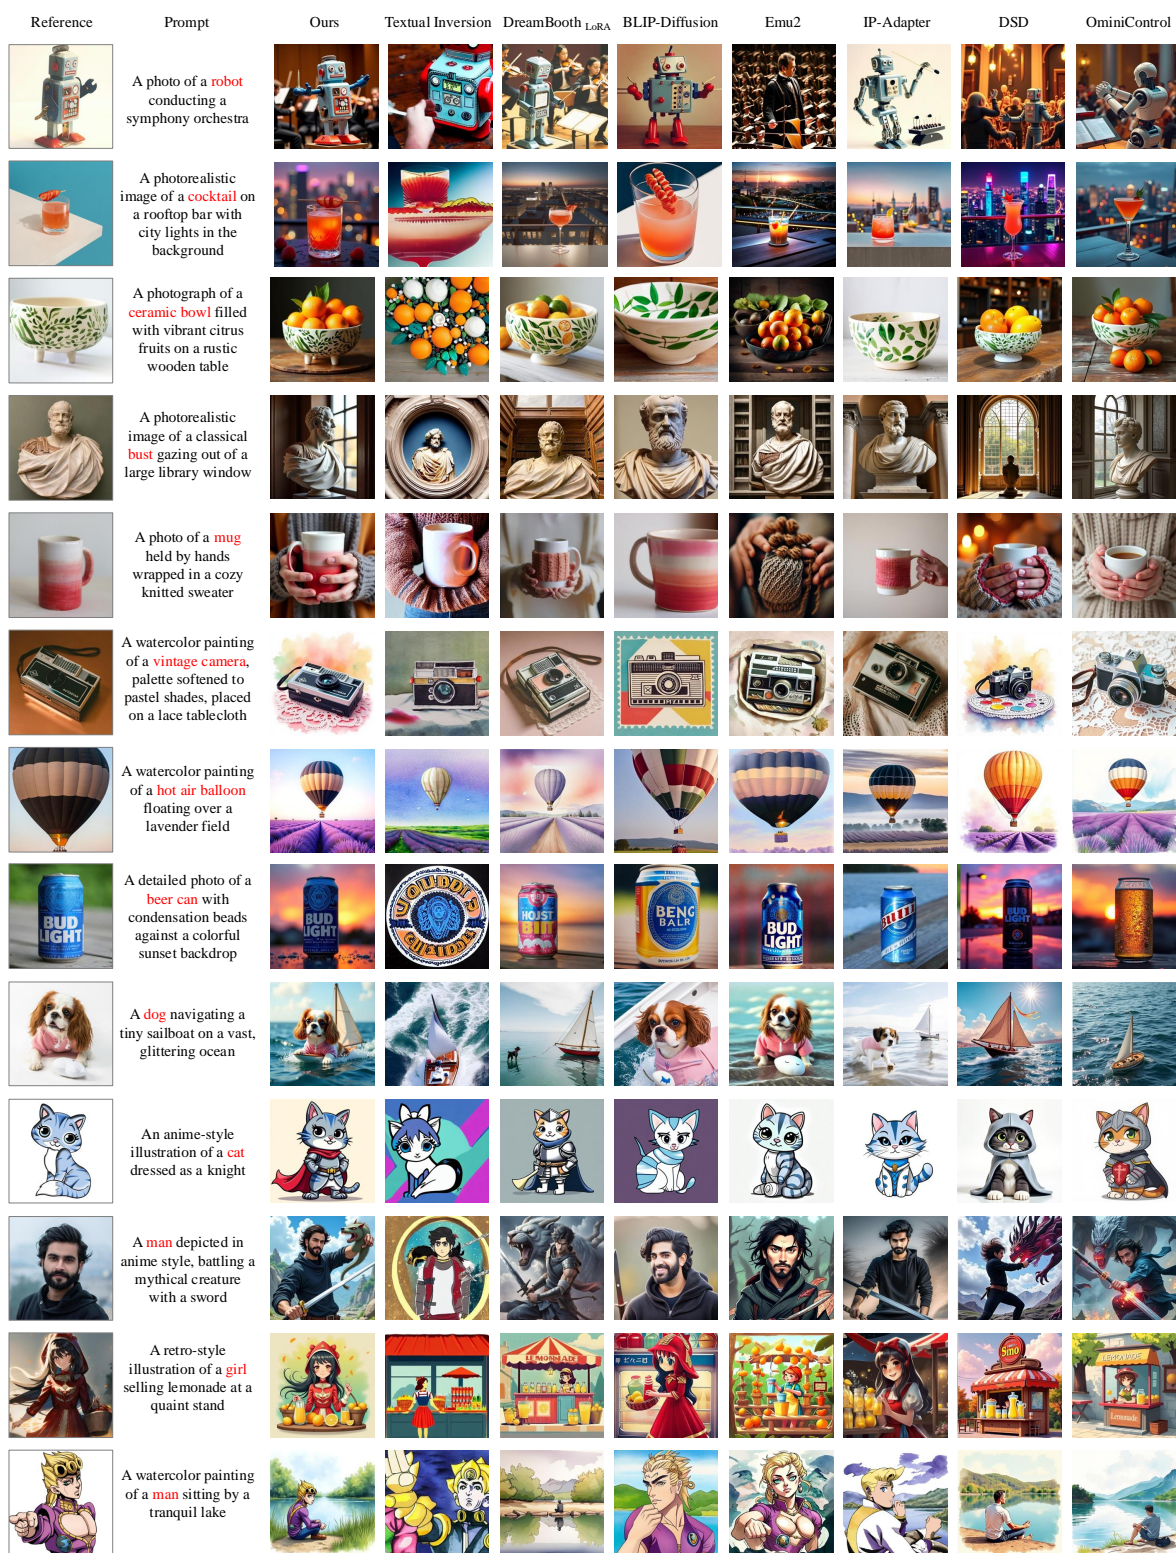 Reference Prompt Ours Textual Inversion DreamBooth LoRA BLIP-Diffusion Emu2 IP-Adapter DSD OminiControl
A photo of a robot
conducting a
symphony orchestra
A photorealistic
image of a cocktail on
a rooftop bar with
city lights in the
background
A photograph of a
ceramic bowl filled
with vibrant citrus
fruits on a rustic
wooden table
A photorealistic
image of a classical
bust gazing out of a
large library window
A photo of a mug
held by hands
wrapped in a cozy
knitted sweater
A watercolor painting
of a vintage camera,
palette softened to
pastel shades, placed
on a lace tablecloth
A watercolor painting
of a hot air balloon
floating over a
lavender field
A detailed photo of a
beer can with
condensation beads
against a colorful
sunset backdrop
BUD
LIGHT
BUD
LIGHT
HOJST
BENG
BALR
BUD
LIGHT
BUD
LIGHT
A dog navigating a
tiny sailboat on a vast,
glittering ocean
An anime-style
illustration of a cat
dressed as a knight
A man depicted in
anime style, battling a
mythical creature
with a sword
A retro-style
illustration of a girl
selling lemonade at a
quaint stand
LEMONADE
Smo
LEMONADE
Lemonade
A watercolor painting
of a man sitting by a
tranquil lake